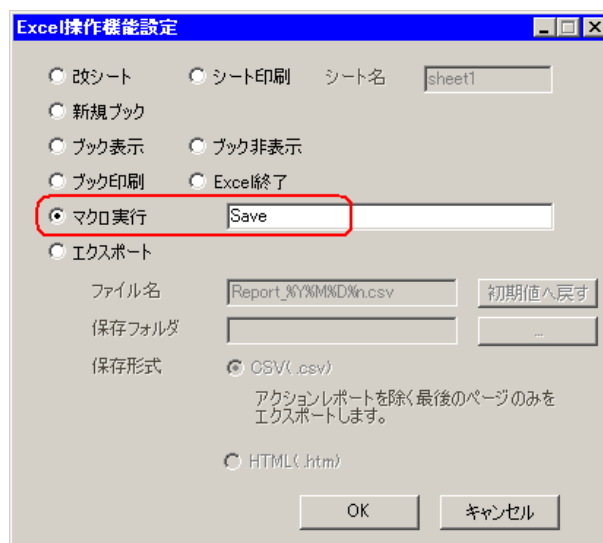 Excel操作機能設定
改シート シート印刷 シート名 sheet1
新規ブック
ブック表示 ブック非表示
ブック印刷 Excel終了
マクロ実行 Save
エクスポート
ファイル名 Report_%Y%M%D%n.csv 初期値へ戻す
保存フォルダ ...
保存形式 CSV(.csv)
アクションレポートを除く最後のページのみを
エクスポートします。
HTML(.htm)
OK キャンセル